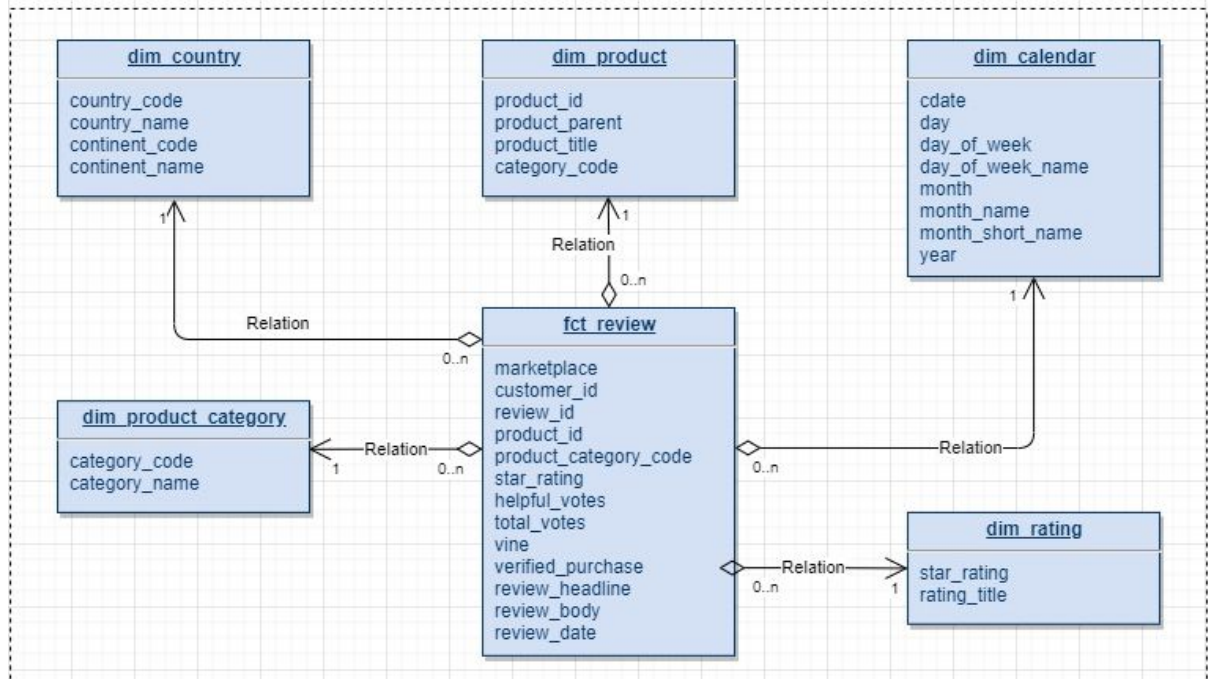 dim_country
country_code
country_name
continent_code
continent_name
dim_product
product_id
product_parent
product_title
category_code
dim_calendar
cdate
day
day_of_week
day_of_week_name
month
month_name
month_short_name
year
1
Relation
0..n
1
Relation
0..n
1
Relation
0..n
dim_product_category
category_code
category_name
1
Relation
0..n
fct_review
marketplace
customer_id
review_id
product_id
product_category_code
star_rating
helpful_votes
total_votes
vine
verified_purchase
review_headline
review_body
review_date
0..n
Relation
1
dim_rating
star_rating
rating_title